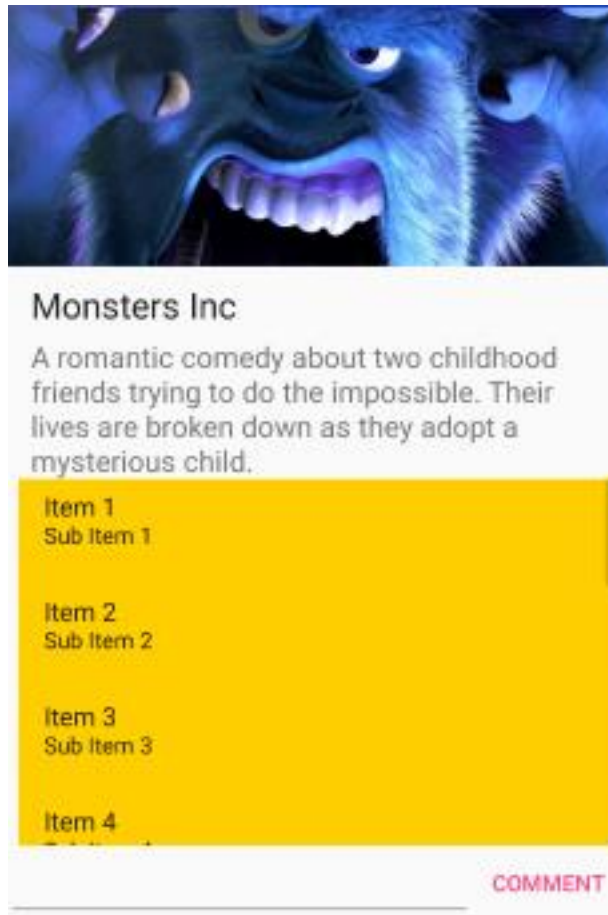 Monsters Inc
A romantic comedy about two childhood
friends trying to do the impossible. Their
lives are broken down as they adopt a
mysterious child.
Item 1
Sub Item 1
Item 2
Sub Item 2
Item 3
Sub Item 3
Item 4
COMMENT